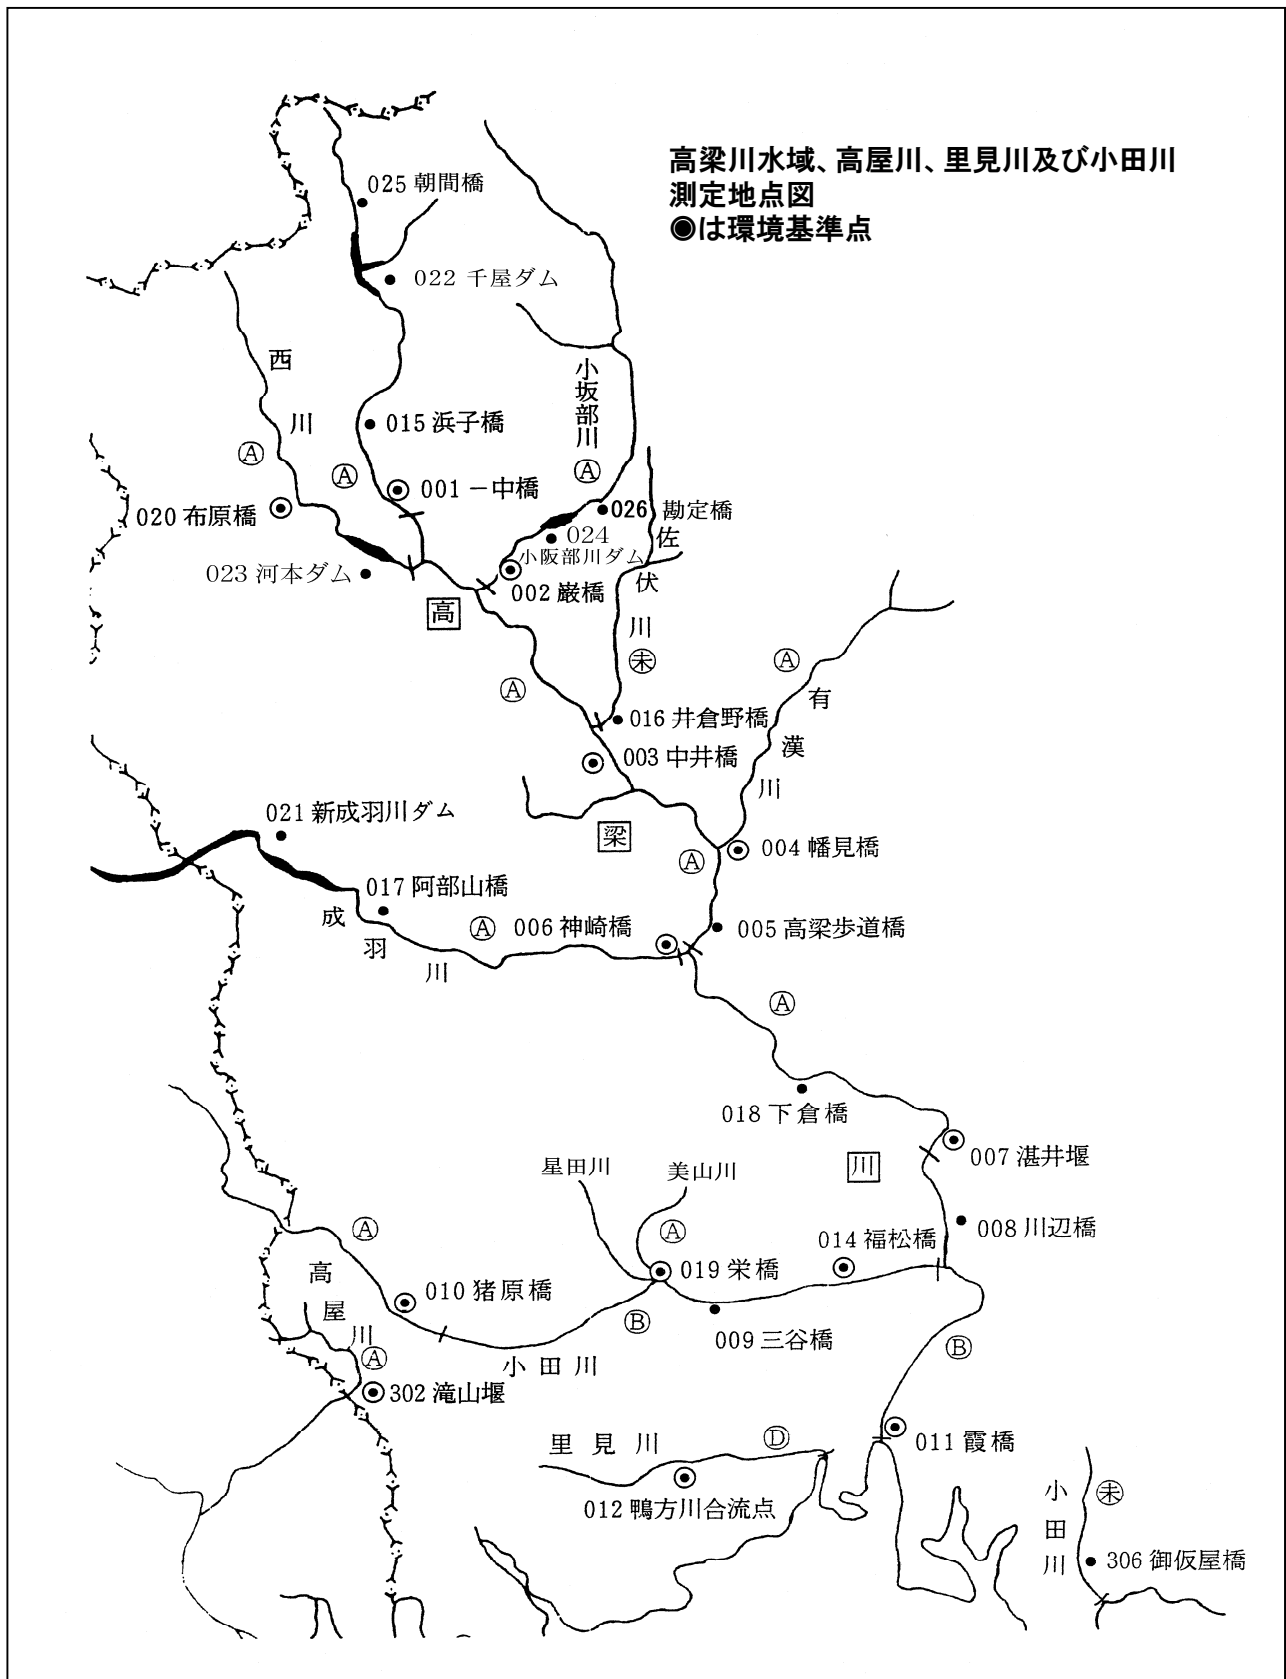 高梁川水域、高屋川、里見川及び小田川
測定地点図
◉は環境基準点
025 朝間橋
022 千屋ダム
西川
小坂部川
015 浜子橋
Ⓐ
Ⓐ
Ⓐ
001 一中橋
020 布原橋
026 勘定橋
024
小阪部川ダム
佐伏川
023 河本ダム
002 巌橋
高
㊍
Ⓐ
Ⓐ
有漢川
016 井倉野橋
003 中井橋
021 新成羽川ダム
梁
004 幡見橋
Ⓐ
017 阿部山橋
成羽川
Ⓐ
006 神崎橋
005 高梁歩道橋
Ⓐ
018 下倉橋
007 湛井堰
川
星田川
美山川
008 川辺橋
Ⓐ
Ⓐ
014 福松橋
高屋川
010 猪原橋
019 栄橋
Ⓑ
009 三谷橋
Ⓑ
小田川
Ⓐ
302 滝山堰
里見川
Ⓓ
011 霞橋
012 鴨方川合流点
小田川
㊍
306 御仮屋橋